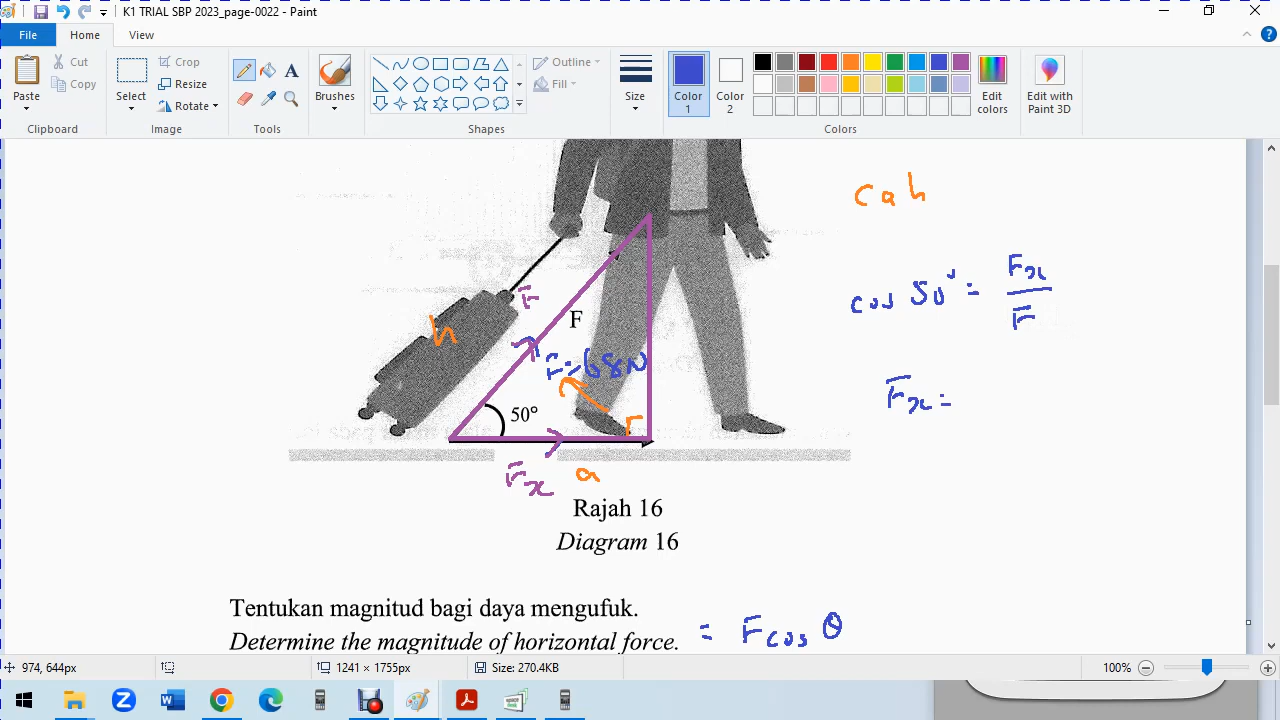 K1 TRIAL SBP 2023_page-0022 - Paint
File Home View
Paste
Cut
Copy
Clipboard
Select
Crop
Resize
Rotate
Image
A
Tools
Brushes
Shapes
Outline
Fill
Size
Color 1
Color 2
Edit colors
Colors
Edit with Paint 3D
c a h
cos 50° = Fx
F
Fx =
F
h
F
F = 68N
50°
Fx
a
Rajah 16
Diagram 16
Tentukan magnitud bagi daya mengufuk.
Determine the magnitude of horizontal force.
= F cos θ
974, 644px
1241 × 1755px
Size: 270.4KB
100%